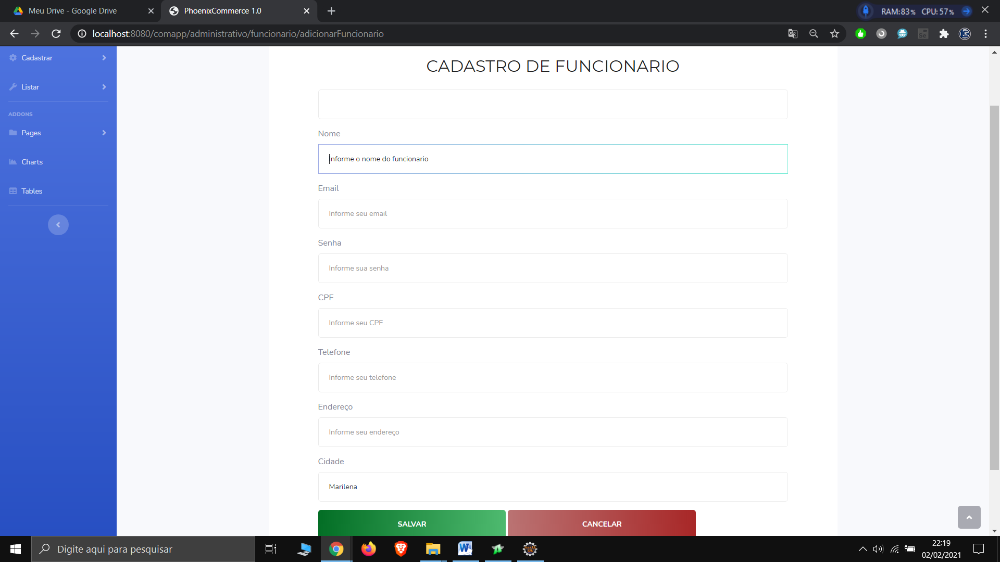 Meu Drive - Google Drive
PhoenixCommerce 1.0
RAM:83% CPU:57%
localhost:8080/comapp/administrativo/funcionario/adicionarFuncionario
Cadastrar
Listar
ADDONS
Pages
Charts
Tables
CADASTRO DE FUNCIONARIO
Nome
Informe o nome do funcionario
Email
Informe seu email
Senha
Informe sua senha
CPF
Informe seu CPF
Telefone
Informe seu telefone
Endereço
Informe seu endereço
Cidade
Marilena
SALVAR
CANCELAR
Digite aqui para pesquisar
22:19
02/02/2021